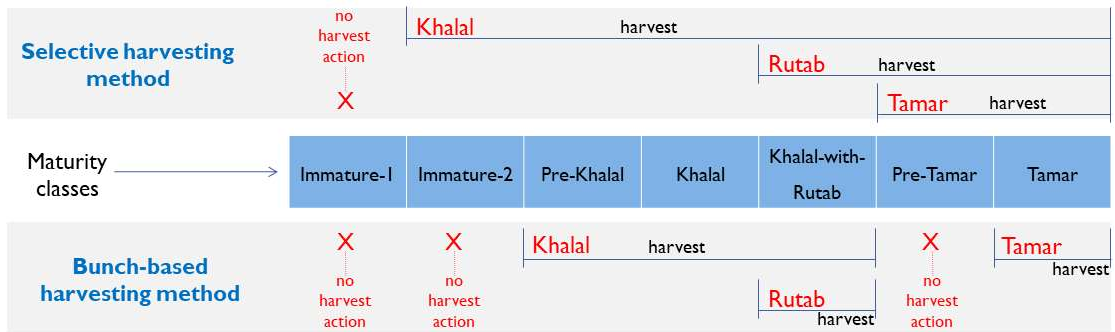 Selective harvesting
method
no
harvest
action
X
Khalal harvest
Rutab harvest
Tamar harvest
Maturity
classes
Immature-1
Immature-2
Pre-Khalal
Khalal
Khalal-with-
Rutab
Pre-Tamar
Tamar
Bunch-based
harvesting method
X
no
harvest
action
X
no
harvest
action
Khalal harvest
Rutab
harvest
X
no
harvest
action
Tamar
harvest